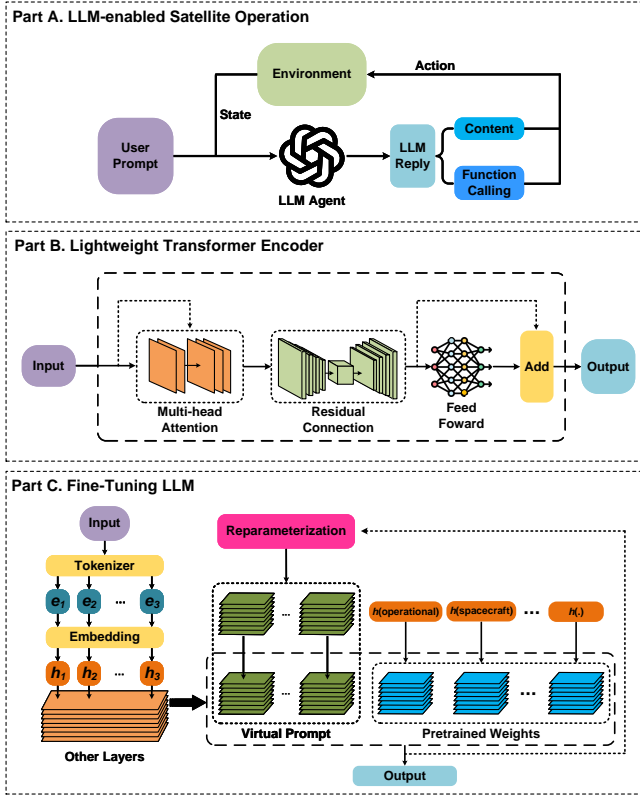 Part A. LLM-enabled Satellite Operation
Environment
Action
State
User
Prompt
LLM Agent
LLM
Reply
Content
Function
Calling
Part B. Lightweight Transformer Encoder
Input
Multi-head
Attention
Residual
Connection
Feed
Foward
Add
Output
Part C. Fine-Tuning LLM
Input
Tokenizer
e1 e2 ... e3
Embedding
h1 h2 ... h3
Other Layers
Reparameterization
... ...
... ...
Virtual Prompt
h(operational) h(spacecraft) ... h(.)
...
Pretrained Weights
Output